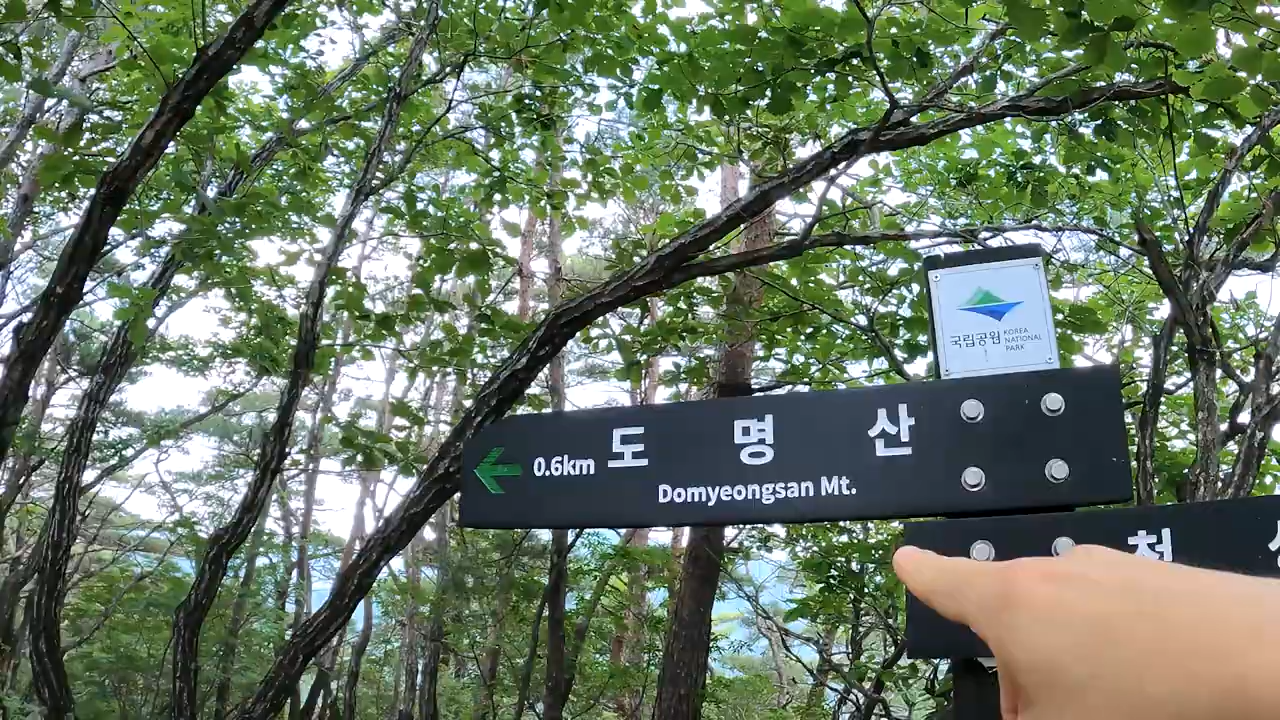 국립공원 KOREA NATIONAL PARK
0.6km 도 명 산
Domyeongsan Mt.